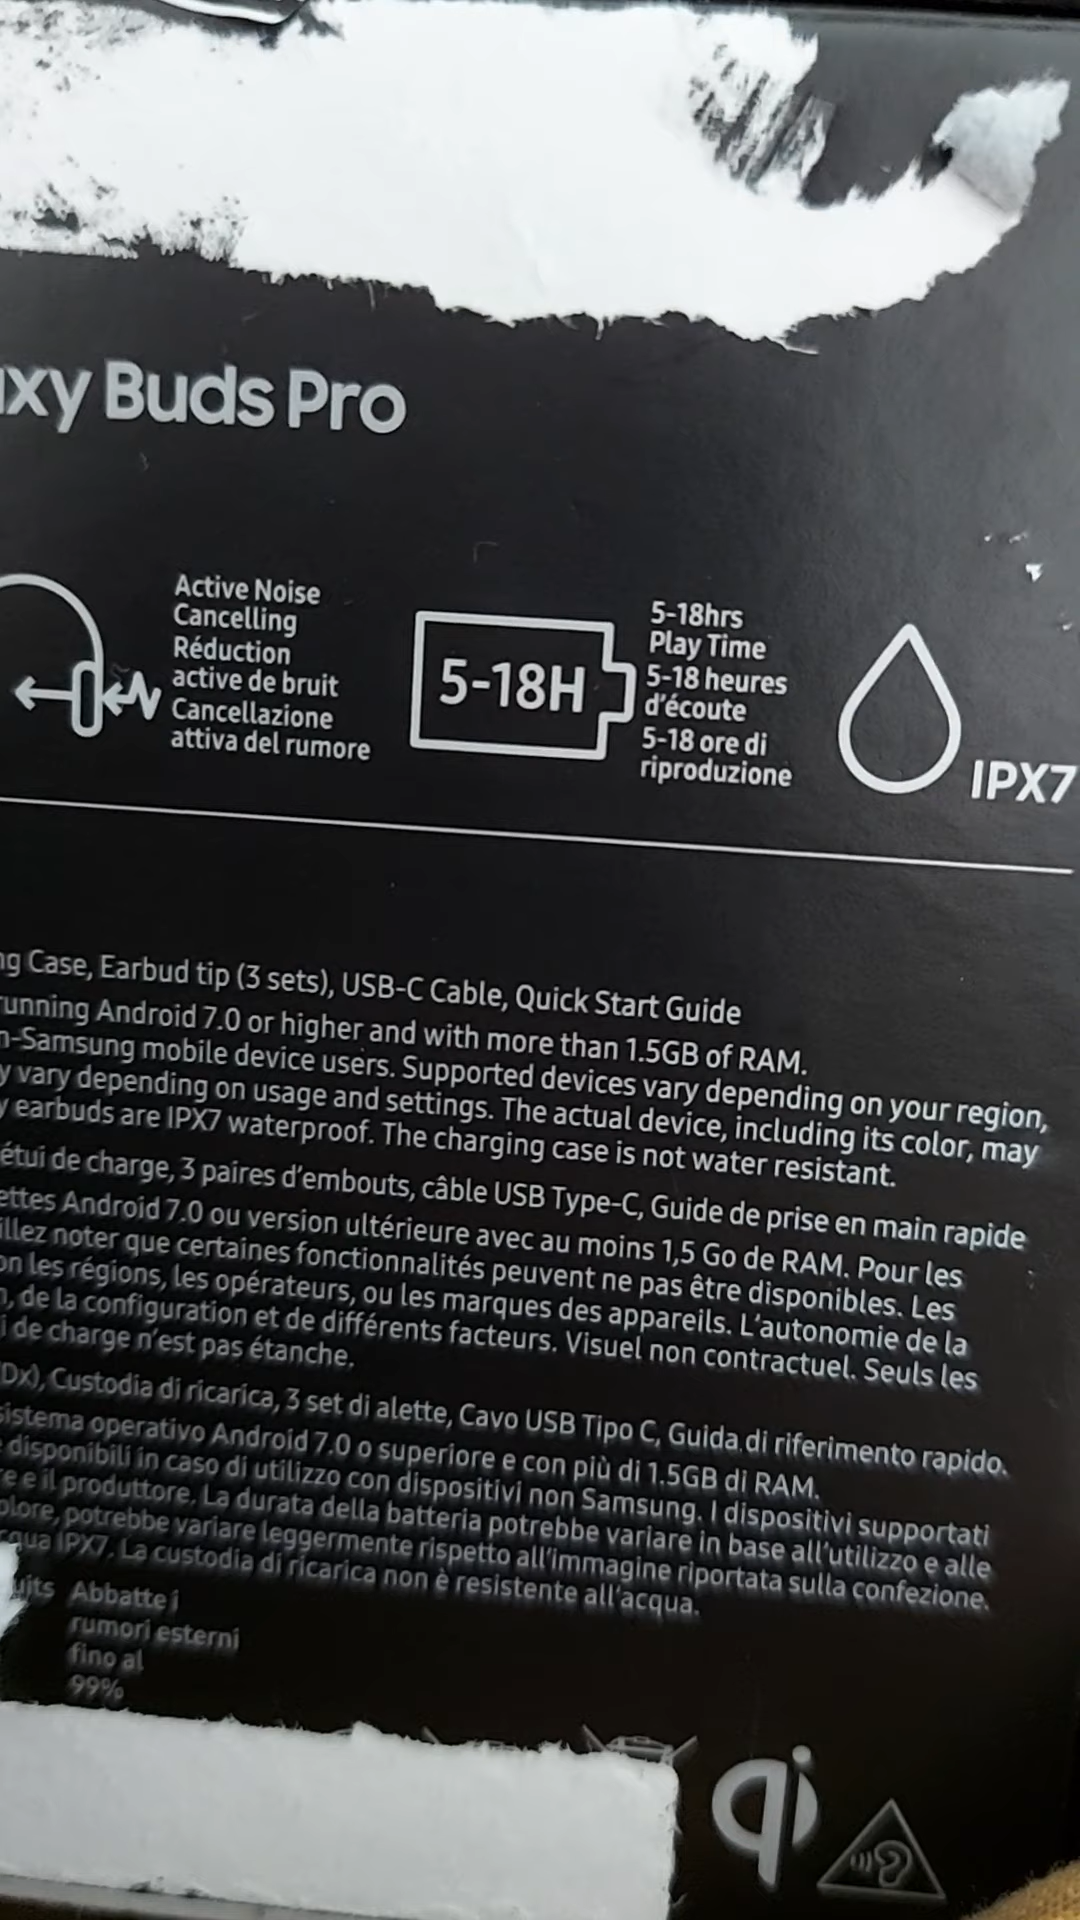 xy Buds Pro
Active Noise
Cancelling
Réduction
active de bruit
Cancellazione
attiva del rumore
5-18H
5-18hrs
Play Time
5-18 heures
d'écoute
5-18 ore di
riproduzione
IPX7
ng Case, Earbud tip (3 sets), USB-C Cable, Quick Start Guide
running Android 7.0 or higher and with more than 1.5GB of RAM.
n-Samsung mobile device users. Supported devices vary depending on your region,
y vary depending on usage and settings. The actual device, including its color, may
y earbuds are IPX7 waterproof. The charging case is not water resistant.
étui de charge, 3 paires d'embouts, câble USB Type-C, Guide de prise en main rapide
ettes Android 7.0 ou version ultérieure avec au moins 1,5 Go de RAM. Pour les
illez noter que certaines fonctionnalités peuvent ne pas être disponibles. Les
on les régions, les opérateurs, ou les marques des appareils. L'autonomie de la
n, de la configuration et de différents facteurs. Visuel non contractuel. Seuls les
i de charge n'est pas étanche.
Dx), Custodia di ricarica, 3 set di alette, Cavo USB Tipo C, Guida di riferimento rapido.
sistema operativo Android 7.0 o superiore e con più di 1.5GB di RAM.
disponibili in caso di utilizzo con dispositivi non Samsung. I dispositivi supportati
re e il produttore. La durata della batteria potrebbe variare in base all'utilizzo e alle
olore, potrebbe variare leggermente rispetto all'immagine riportata sulla confezione.
cqua IPX7. La custodia di ricarica non è resistente all'acqua.
uits Abbatte i
rumori esterni
fino al
99%
qi